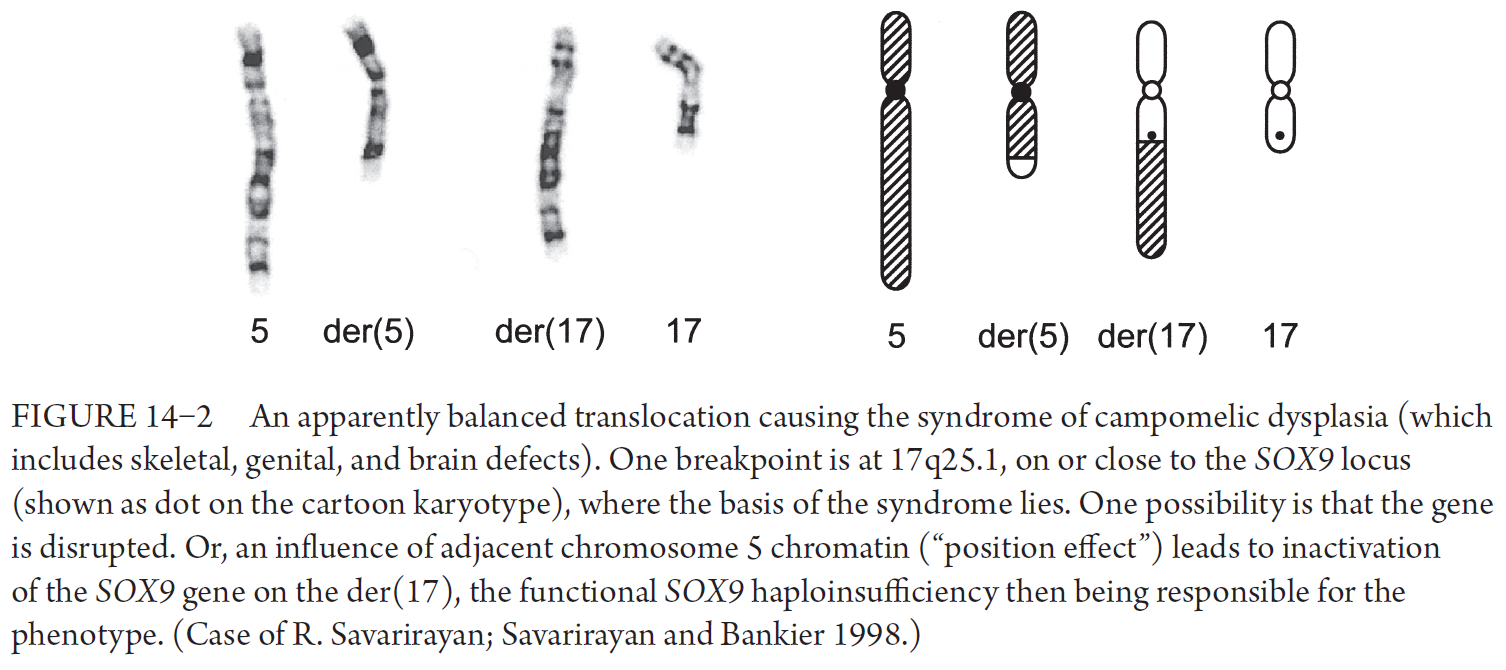 5 der(5) der(17) 17 5 der(5) der(17) 17
FIGURE 14–2 An apparently balanced translocation causing the syndrome of campomelic dysplasia (which
includes skeletal, genital, and brain defects). One breakpoint is at 17q25.1, on or close to the SOX9 locus
(shown as dot on the cartoon karyotype), where the basis of the syndrome lies. One possibility is that the gene
is disrupted. Or, an influence of adjacent chromosome 5 chromatin (“position effect”) leads to inactivation
of the SOX9 gene on the der(17), the functional SOX9 haploinsufficiency then being responsible for the
phenotype. (Case of R. Savarirayan; Savarirayan and Bankier 1998.)